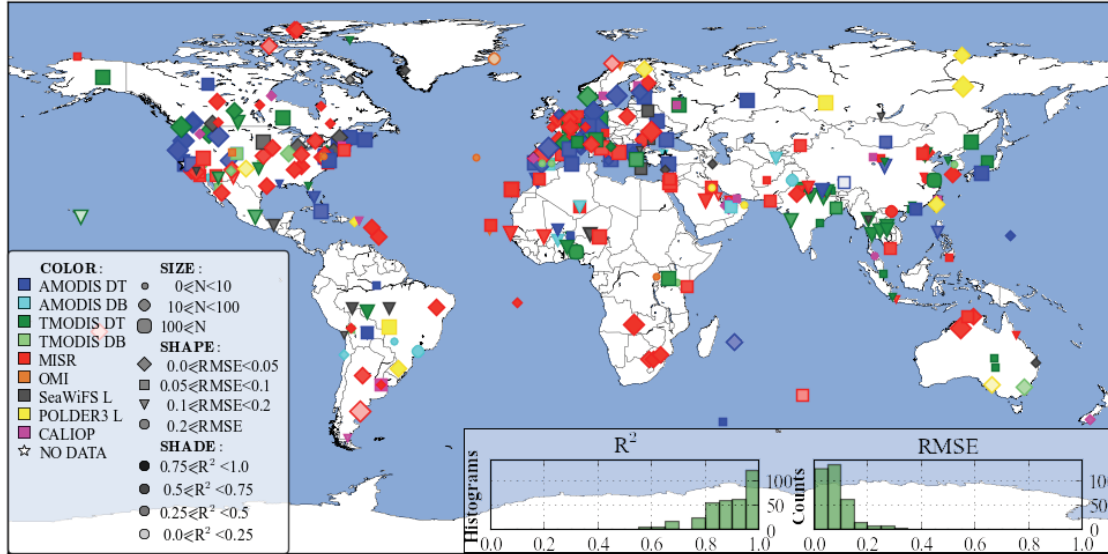 COLOR:
AMODIS DT
AMODIS DB
TMODIS DT
TMODIS DB
MISR
OMI
SeaWiFS L
POLDER3 L
CALIOP
NO DATA
SIZE:
0⩽N<10
10⩽N<100
100⩽N
SHAPE:
0.0⩽RMSE<0.05
0.05⩽RMSE<0.1
0.1⩽RMSE<0.2
0.2⩽RMSE
SHADE:
0.75⩽R² <1.0
0.5⩽R² <0.75
0.25⩽R² <0.5
0.0⩽R² <0.25
R²
Histograms
100
50
0
0.0 0.2 0.4 0.6 0.8 1.0
RMSE
Counts
100
50
0
0.0 0.2 0.4 0.6 0.8 1.0